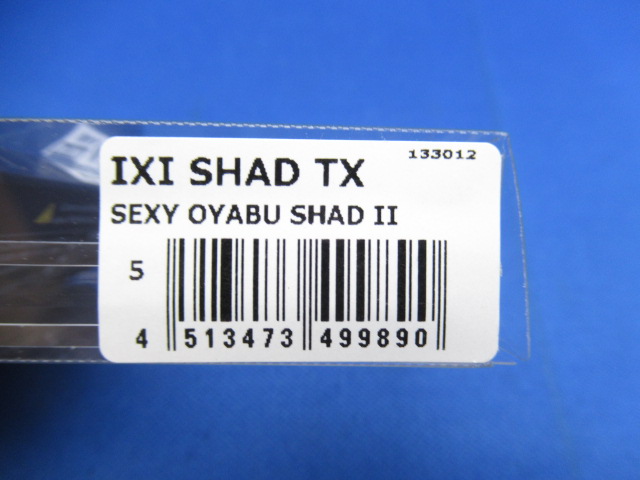 IXI SHAD TX 133012
SEXY OYABU SHAD II
5
4 513473 499890